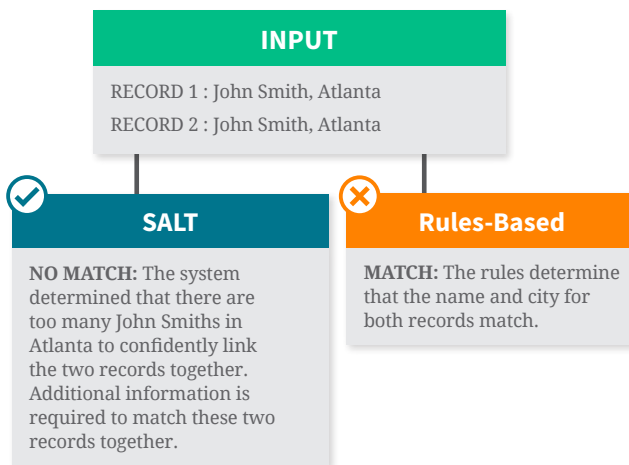 INPUT
RECORD 1 : John Smith, Atlanta
RECORD 2 : John Smith, Atlanta
SALT
NO MATCH: The system
determined that there are
too many John Smiths in
Atlanta to confidently link
the two records together.
Additional information is
required to match these two
records together.
Rules-Based
MATCH: The rules determine
that the name and city for
both records match.